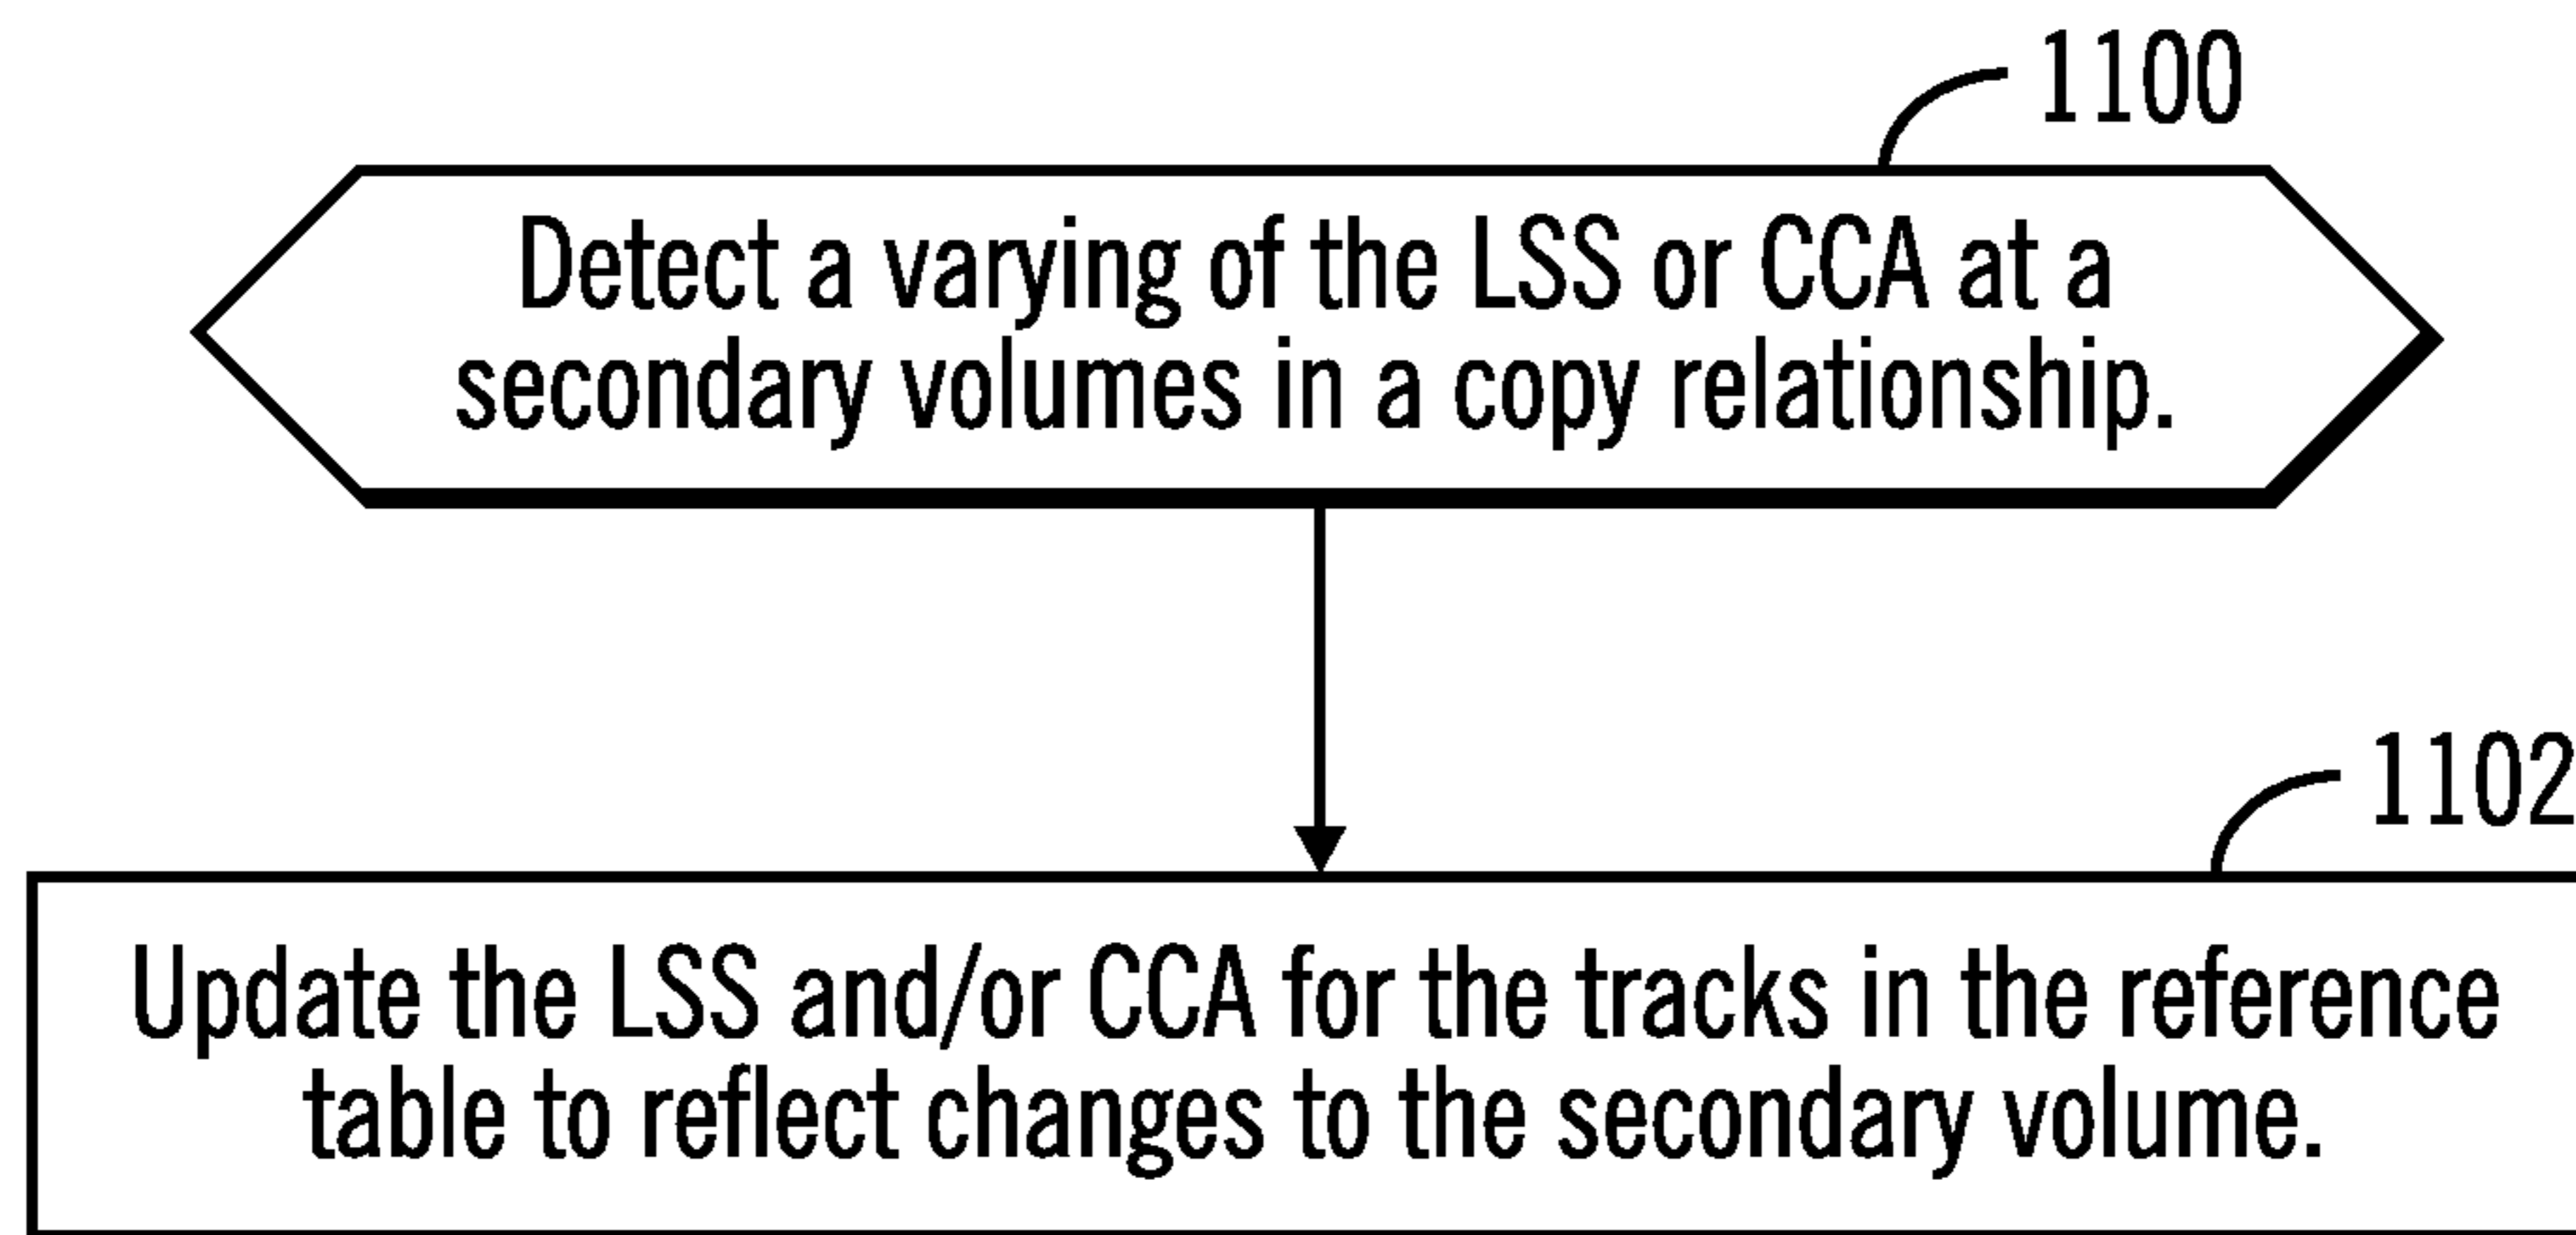 1100
Detect a varying of the LSS or CCA at a
secondary volumes in a copy relationship.
1102
Update the LSS and/or CCA for the tracks in the reference
table to reflect changes to the secondary volume.